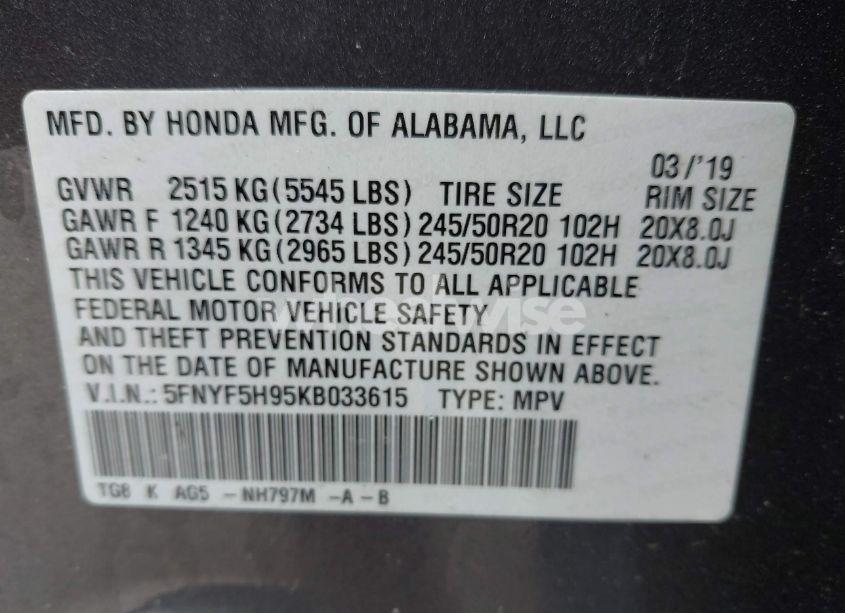 MFD. BY HONDA MFG. OF ALABAMA, LLC
03/'19
GVWR 2515 KG (5545 LBS) TIRE SIZE RIM SIZE
GAWR F 1240 KG (2734 LBS) 245/50R20 102H 20X8.0J
GAWR R 1345 KG (2965 LBS) 245/50R20 102H 20X8.0J
THIS VEHICLE CONFORMS TO ALL APPLICABLE
FEDERAL MOTOR VEHICLE SAFETY
AND THEFT PREVENTION STANDARDS IN EFFECT
ON THE DATE OF MANUFACTURE SHOWN ABOVE.
V.I.N.: 5FNYF5H95KB033615 TYPE: MPV
TG8 K AG5 -NH797M -A -B